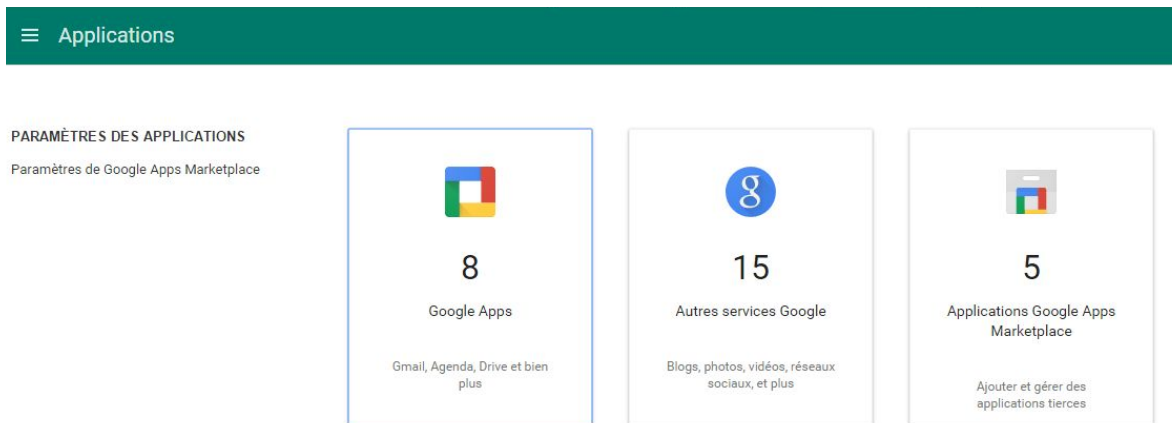 Applications
PARAMÈTRES DES APPLICATIONS
Paramètres de Google Apps Marketplace
8
Google Apps
Gmail, Agenda, Drive et bien
plus
g
15
Autres services Google
Blogs, photos, vidéos, réseaux
sociaux, et plus
5
Applications Google Apps
Marketplace
Ajouter et gérer des
applications tierces